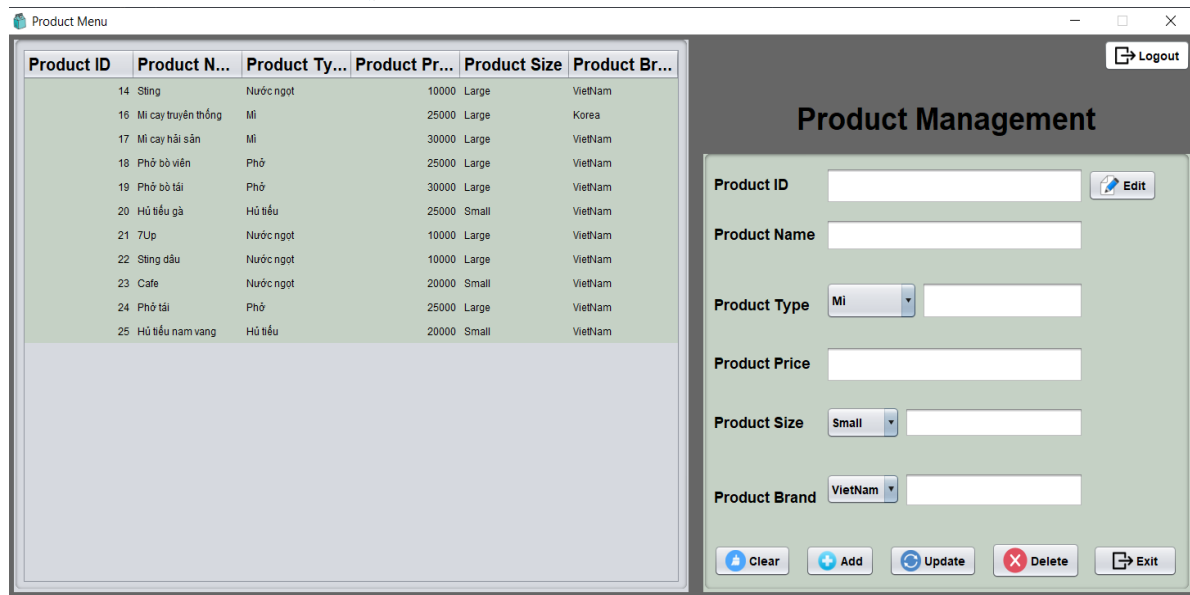 Product Menu
Logout
Product ID Product N... Product Ty... Product Pr... Product Size Product Br...
14 Sting Nước ngọt 10000 Large VietNam
16 Mi cay truyên thống Mì 25000 Large Korea
17 Mì cay hải sản Mì 30000 Large VietNam
18 Phở bò viên Phở 25000 Large VietNam
19 Phở bò tái Phở 30000 Large VietNam
20 Hủ tiếu gà Hủ tiếu 25000 Small VietNam
21 7Up Nước ngọt 10000 Large VietNam
22 Sting dâu Nước ngọt 10000 Large VietNam
23 Cafe Nước ngọt 20000 Small VietNam
24 Phở tái Phở 25000 Large VietNam
25 Hủ tiếu nam vang Hủ tiếu 20000 Small VietNam
Product Management
Product ID Edit
Product Name
Product Type Mì
Product Price
Product Size Small
Product Brand VietNam
Clear Add Update Delete Exit